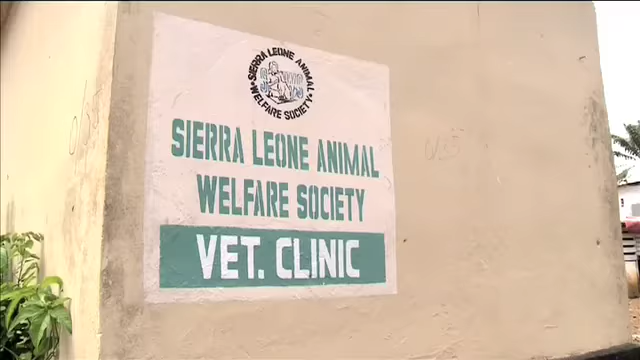 SIERRA LEONE ANIMAL
WELFARE SOCIETY
SIERRA LEONE ANIMAL
WELFARE SOCIETY
VET. CLINIC